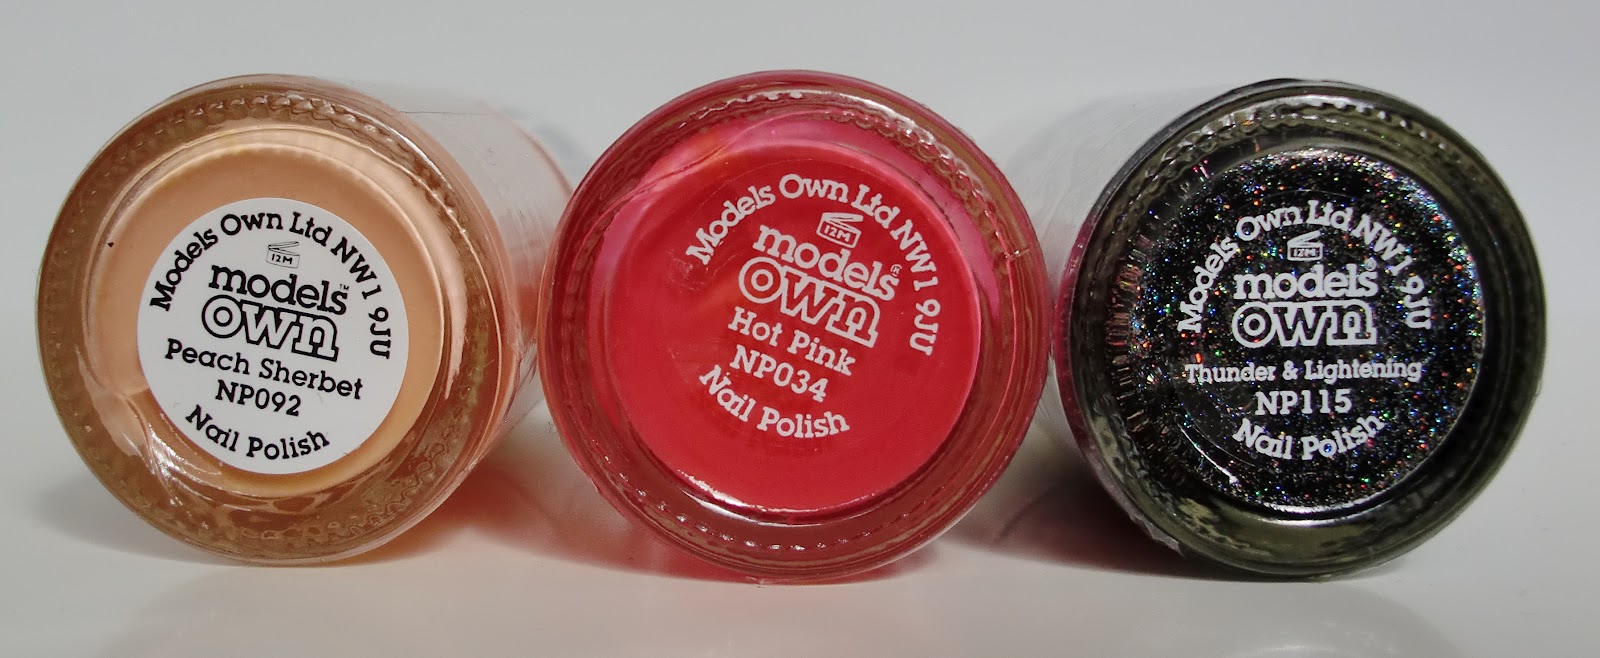 Models Own Ltd NW1 9JU
12M
models™
OWN
Peach Sherbet
NP092
Nail Polish
Models Own Ltd NW1 9JU
12M
models®
OWN
Hot Pink
NP034
Nail Polish
Models Own Ltd NW1 9JU
12M
models
OWN
Thunder & Lightening
NP115
Nail Polish